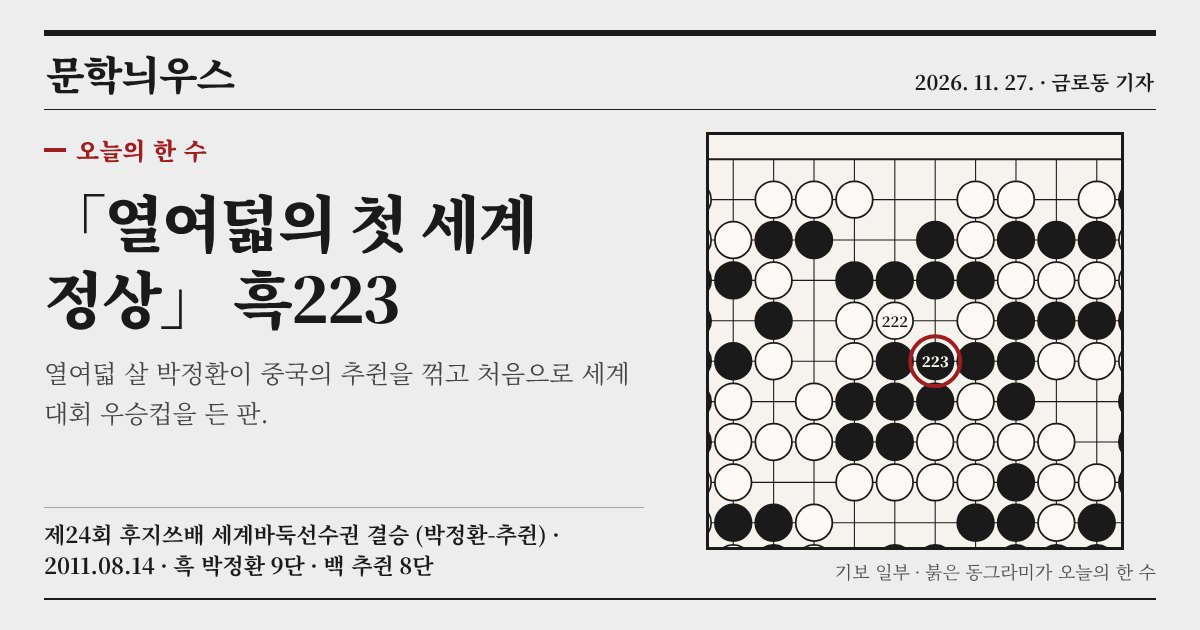 문학늬우스
2026. 11. 27. · 금로동 기자
오늘의 한 수
「열여덟의 첫 세계
정상」 흑223
열여덟 살 박정환이 중국의 추쥔을 꺾고 처음으로 세계
대회 우승컵을 든 판.
제24회 후지쓰배 세계바둑선수권 결승 (박정환-추쥔) ·
2011.08.14 · 흑 박정환 9단 · 백 추쥔 8단
222
223
기보 일부 · 붉은 동그라미가 오늘의 한 수